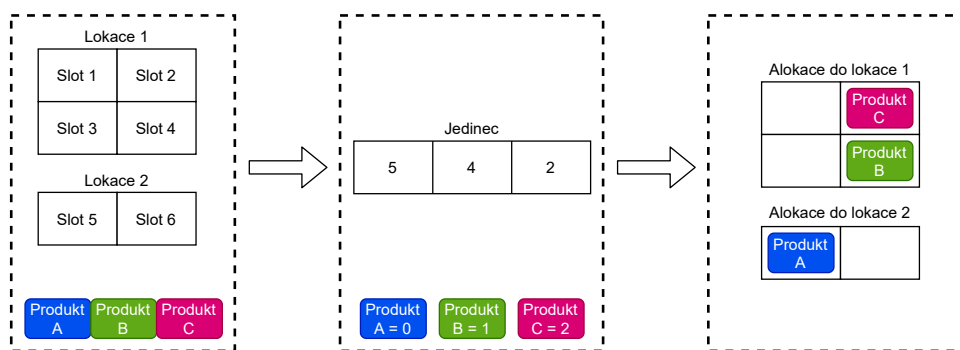 Lokace 1
Slot 1 Slot 2
Slot 3 Slot 4
Lokace 2
Slot 5 Slot 6
Produkt A
Produkt B
Produkt C
Jedinec
5 4 2
Produkt
A = 0
Produkt
B = 1
Produkt
C = 2
Alokace do lokace 1
Produkt
C
Produkt
B
Alokace do lokace 2
Produkt
A